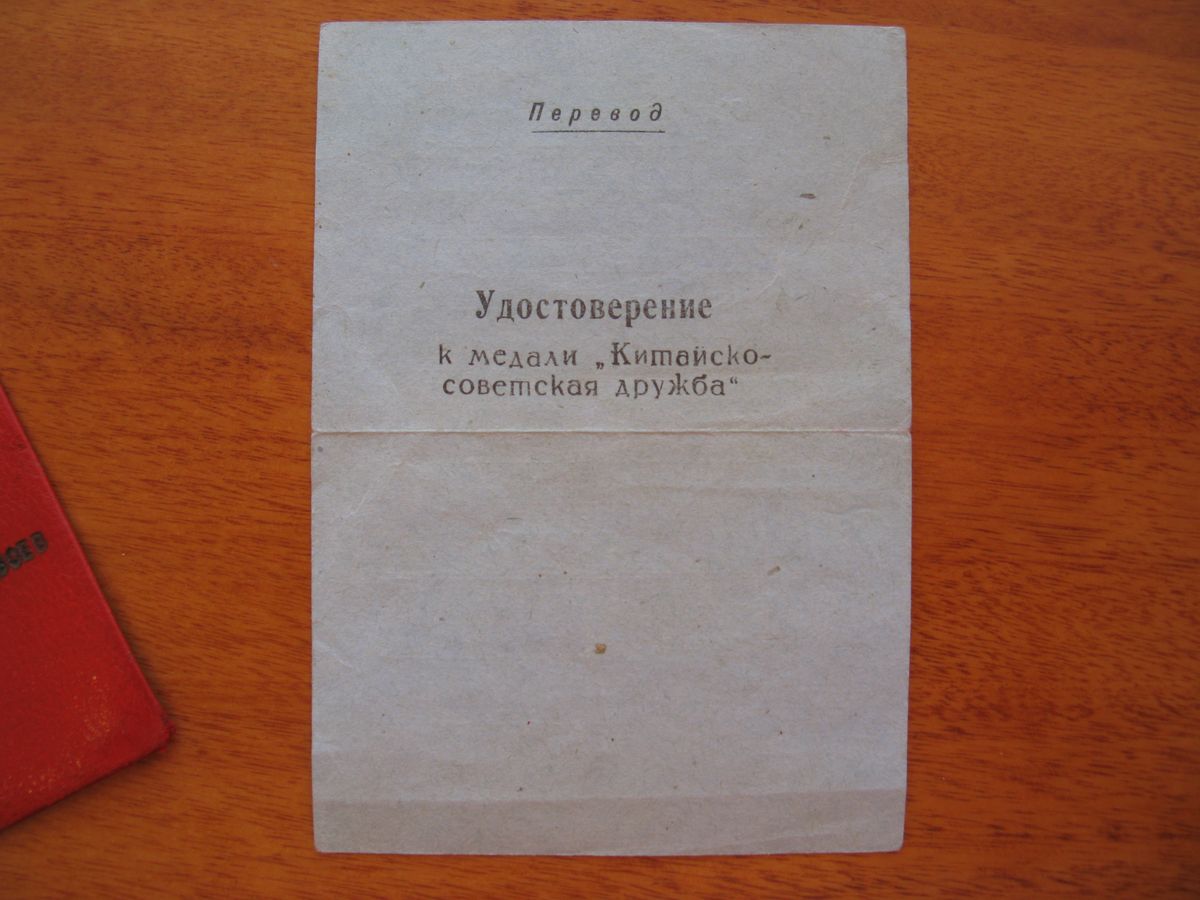 Перевод
Удостоверение
к медали „Китайско-
советская дружба“